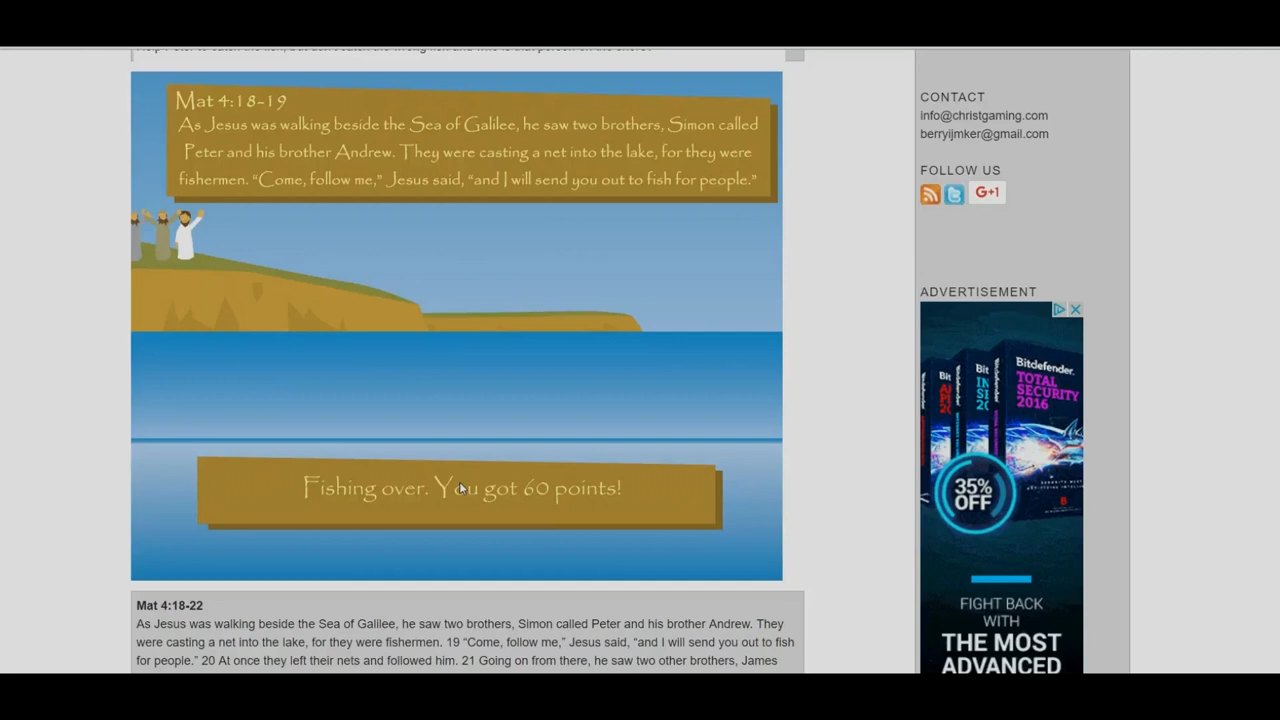 Mat 4:18-19
As Jesus was walking beside the Sea of Galilee, he saw two brothers, Simon called
Peter and his brother Andrew. They were casting a net into the lake, for they were
fishermen. “Come, follow me,” Jesus said, “and I will send you out to fish for people.”
Fishing over. You got 60 points!
Mat 4:18-22
As Jesus was walking beside the Sea of Galilee, he saw two brothers, Simon called Peter and his brother Andrew. They
were casting a net into the lake, for they were fishermen. 19 “Come, follow me,” Jesus said, “and I will send you out to fish
for people.” 20 At once they left their nets and followed him. 21 Going on from there, he saw two other brothers, James
CONTACT
info@christgaming.com
berryijmker@gmail.com
FOLLOW US
G+1
ADVERTISEMENT
Bitdefender
TOTAL
SECURITY
2016
35%
OFF
FIGHT BACK
WITH
THE MOST
ADVANCED